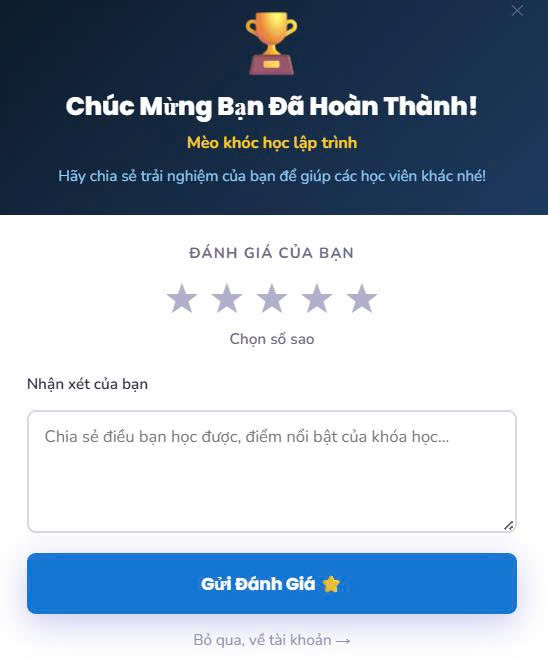 Chúc Mừng Bạn Đã Hoàn Thành!
Mèo khóc học lập trình
Hãy chia sẻ trải nghiệm của bạn để giúp các học viên khác nhé!
ĐÁNH GIÁ CỦA BẠN
Chọn số sao
Nhận xét của bạn
Chia sẻ điều bạn học được, điểm nổi bật của khóa học...
Gửi Đánh Giá
Bỏ qua, về tài khoản →